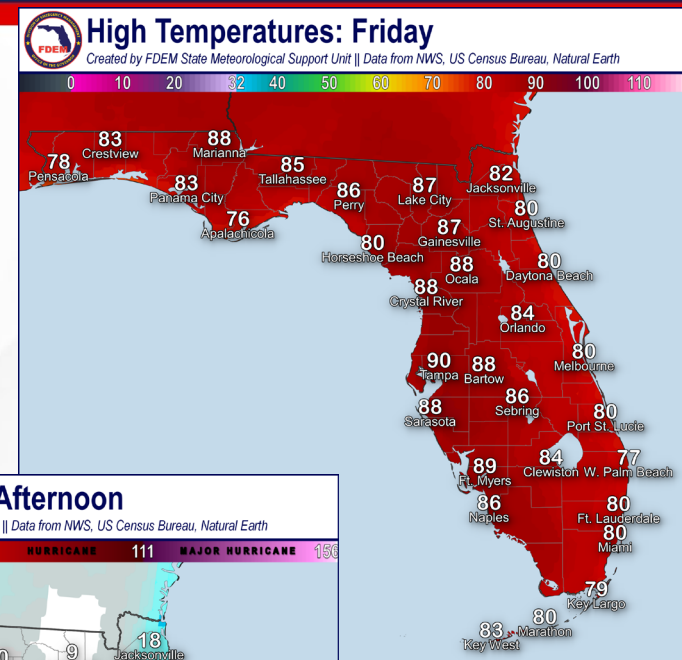 FDEM
High Temperatures: Friday
Created by FDEM State Meteorological Support Unit || Data from NWS, US Census Bureau, Natural Earth
0 10 20 32 40 50 60 70 80 90 100 110
83
Crestview
88
Marianna
78
Pensacola
85
Tallahassee
83
Panama City
86
Perry
87
Lake City
82
Jacksonville
76
Apalachicola
80
St. Augustine
87
Gainesville
80
Horseshoe Beach
88
Ocala
80
Daytona Beach
88
Crystal River
84
Orlando
80
Melbourne
90
Tampa
88
Bartow
86
Sebring
88
Sarasota
80
Port St. Lucie
89
Ft. Myers
84
Clewiston
77
W. Palm Beach
86
Naples
80
Ft. Lauderdale
80
Miami
79
Key Largo
80
Marathon
83
Key West
Afternoon
|| Data from NWS, US Census Bureau, Natural Earth
HURRICANE 111 MAJOR HURRICANE 156
18
Jacksonville
0
9